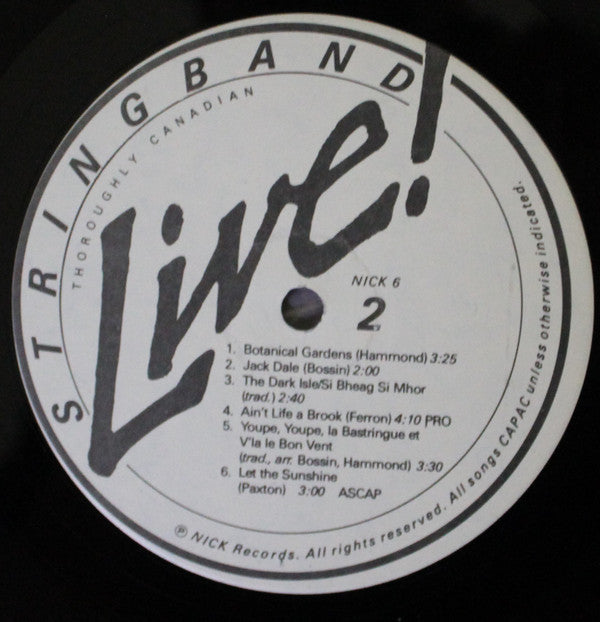 STRINGBAND
THOROUGHLY CANADIAN
Live!
NICK 6
2
1. Botanical Gardens (Hammond) 3:25
2. Jack Dale (Bossin) 2:00
3. The Dark Isle/Si Bheag Si Mhor
(trad.) 2:40
4. Ain't Life a Brook (Ferron) 4:10 PRO
5. Youpe, Youpe, la Bastringue et
V'la le Bon Vent
(trad., arr. Bossin, Hammond) 3:30
6. Let the Sunshine
(Paxton) 3:00 ASCAP
Ⓟ NICK Records. All rights reserved. All songs CAPAC unless otherwise indicated.